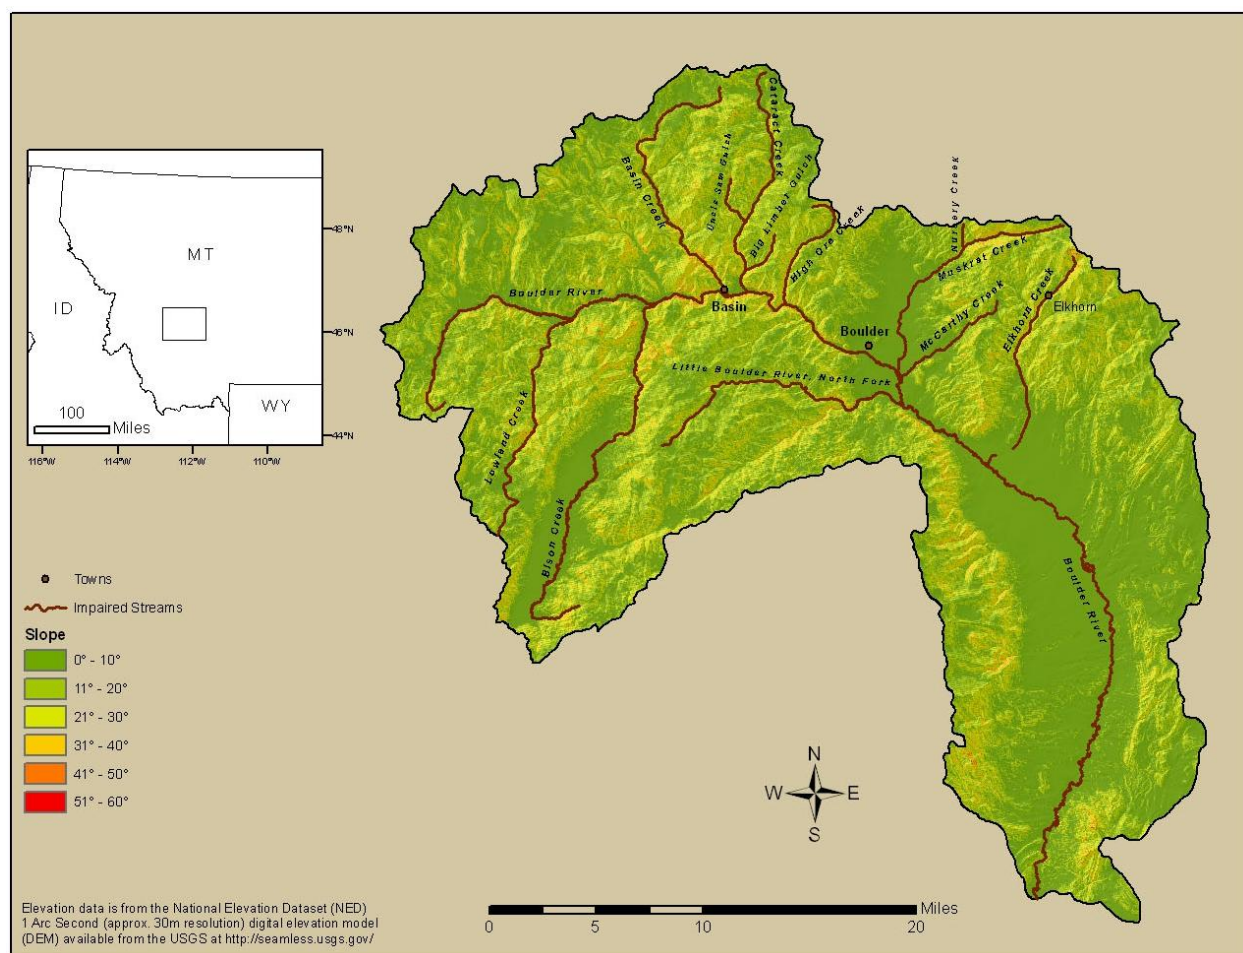 MT
ID
WY
100
Miles
48°N
46°N
44°N
116°W
114°W
112°W
110°W
Cataract Creek
Uncle Sam Gulch
Big Limber Gulch
Basin Creek
High Ore Creek
Nursery Creek
Muskrat Creek
McCarthy Creek
Elkhorn Creek
Elkhorn
Boulder River
Basin
Boulder
Little Boulder River, North Fork
Lowland Creek
Bison Creek
Boulder River
Towns
Impaired Streams
Slope
0° - 10°
11° - 20°
21° - 30°
31° - 40°
41° - 50°
51° - 60°
N
W E
S
Elevation data is from the National Elevation Dataset (NED)
1 Arc Second (approx. 30m resolution) digital elevation model
(DEM) available from the USGS at http://seamless.usgs.gov/
Miles
0 5 10 20